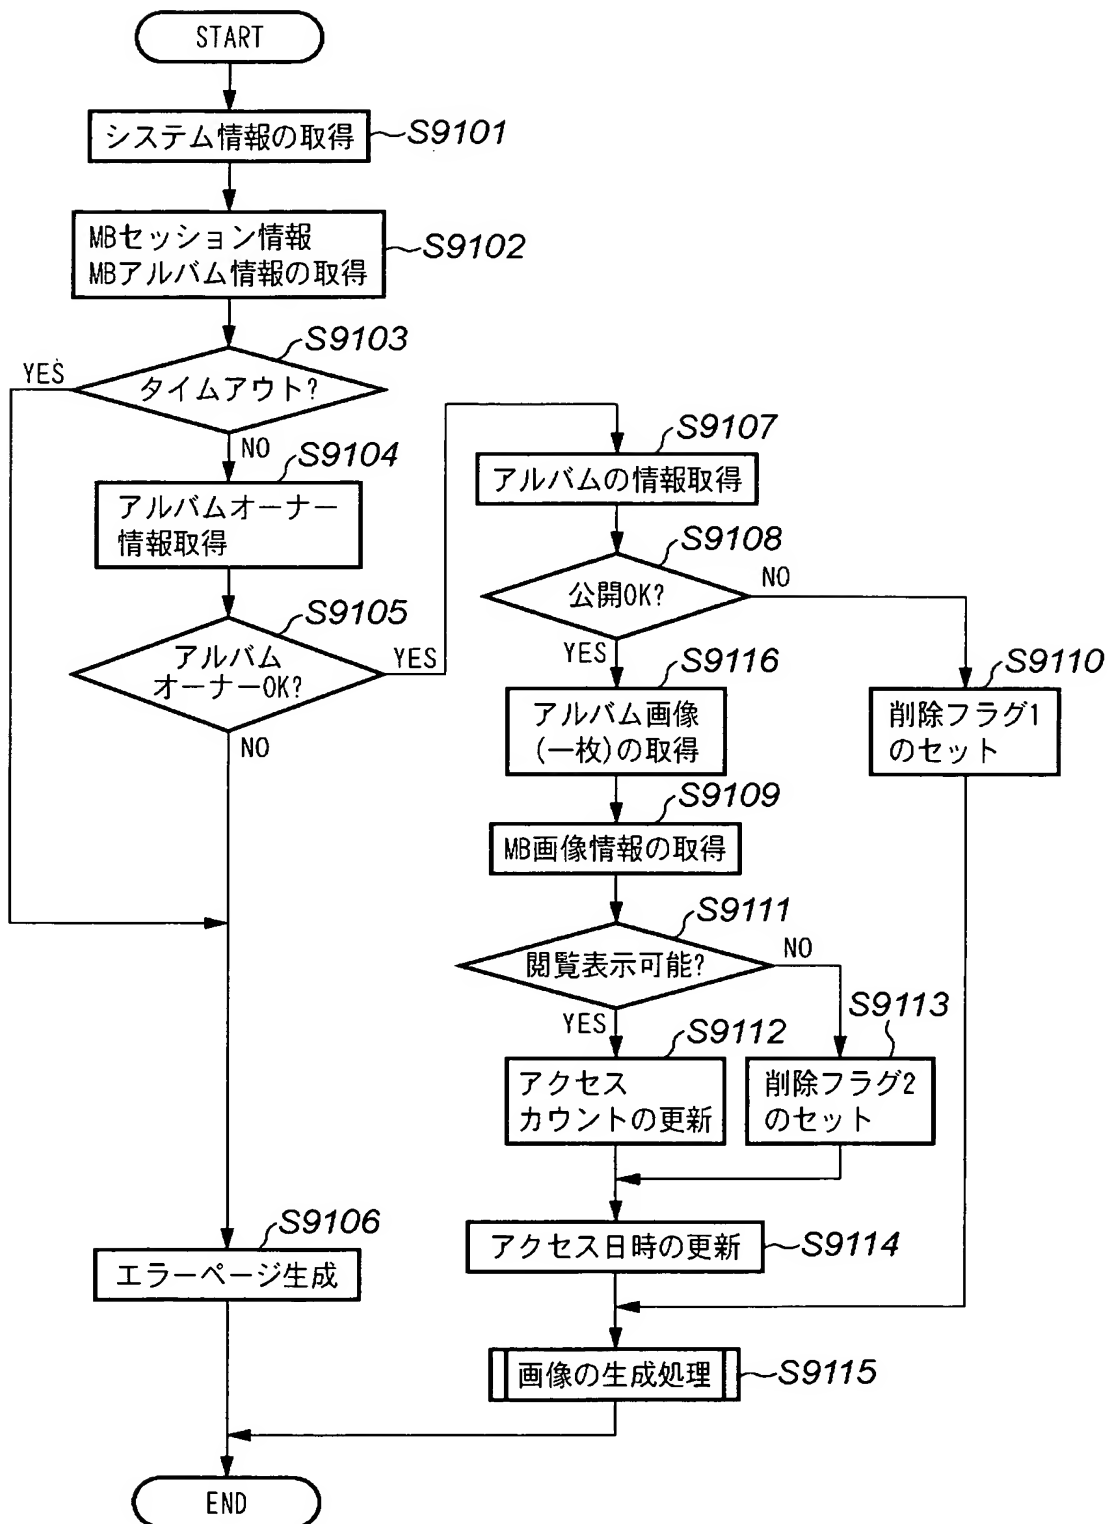 START
システム情報の取得
S9101
MBセッション情報
MBアルバム情報の取得
S9102
S9103
タイムアウト?
YES
NO
S9104
アルバムオーナー
情報取得
S9105
アルバム
オーナーOK?
YES
NO
S9107
アルバムの情報取得
S9108
公開OK?
NO
YES
S9116
アルバム画像
(一枚)の取得
S9110
削除フラグ1
のセット
S9109
MB画像情報の取得
S9111
閲覧表示可能?
NO
YES
S9112
アクセス
カウントの更新
S9113
削除フラグ2
のセット
S9106
エラーページ生成
アクセス日時の更新
S9114
画像の生成処理
S9115
END